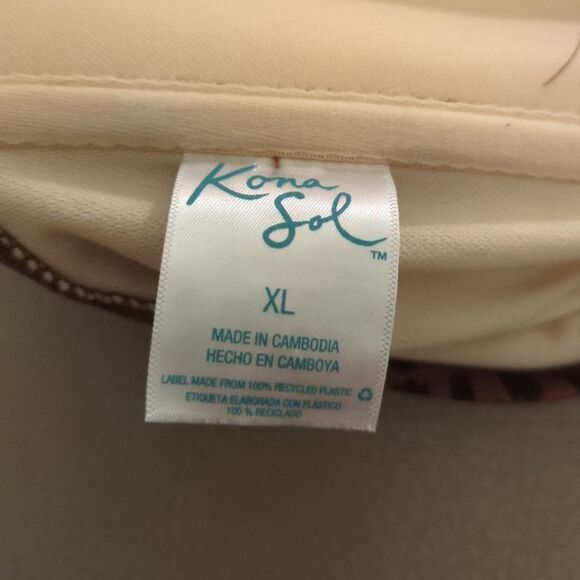 Kona
Sol
TM
XL
MADE IN CAMBODIA
HECHO EN CAMBOYA
LABEL MADE FROM 100% RECYCLED PLASTIC
ETIQUETA ELABORADA CON PLÁSTICO
100 % RECICLADO